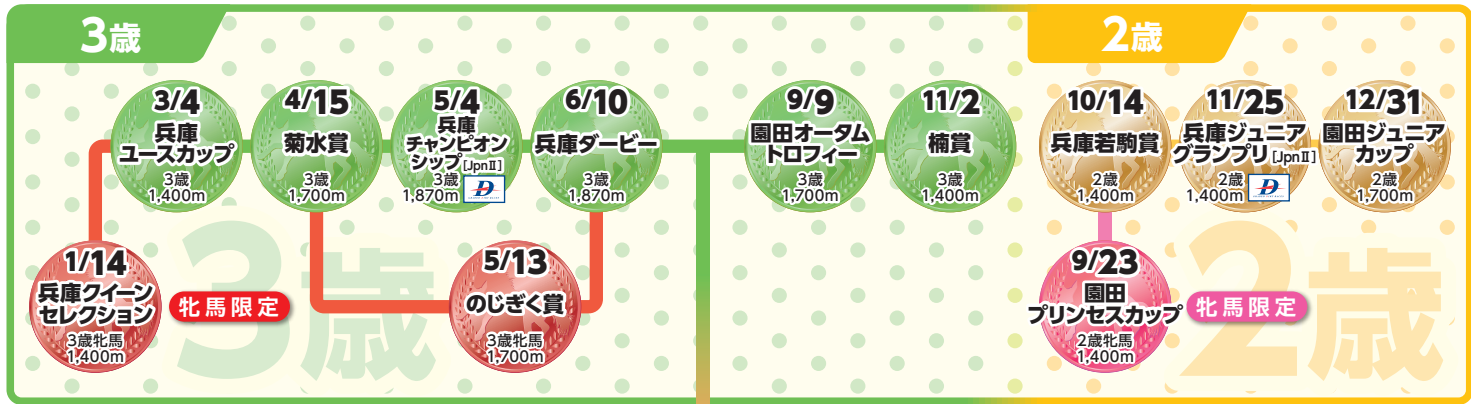 3歳
3/4
兵庫
ユースカップ
3歳
1,400m
4/15
菊水賞
3歳
1,700m
5/4
兵庫
チャンピオン
シップ[JpnⅡ]
3歳
1,870m
D
6/10
兵庫ダービー
3歳
1,870m
9/9
園田オータム
トロフィー
3歳
1,700m
11/2
楠賞
3歳
1,400m
1/14
兵庫クイーン
セレクション
3歳牝馬
1,400m
牝馬限定
5/13
のじぎく賞
3歳牝馬
1,700m
3歳
2歳
10/14
兵庫若駒賞
2歳
1,400m
11/25
兵庫ジュニア
グランプリ[JpnⅡ]
2歳
1,400m
D
12/31
園田ジュニア
カップ
2歳
1,700m
9/23
園田
プリンセスカップ
2歳牝馬
1,400m
牝馬限定
2歳